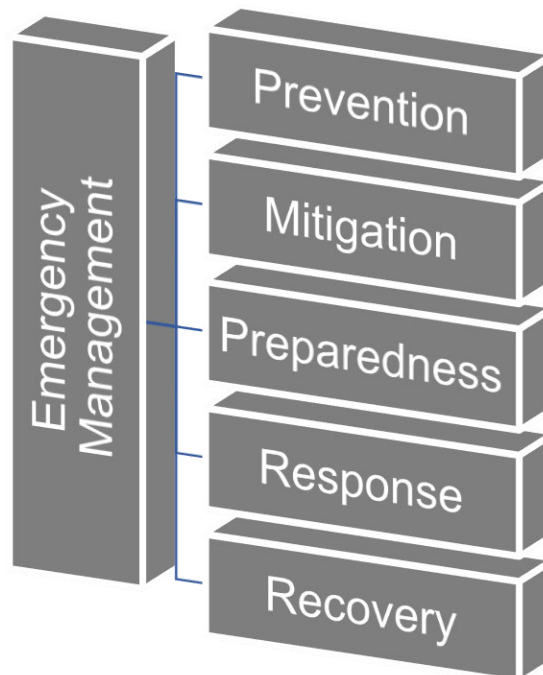 Emergency
Management
Prevention
Mitigation
Preparedness
Response
Recovery